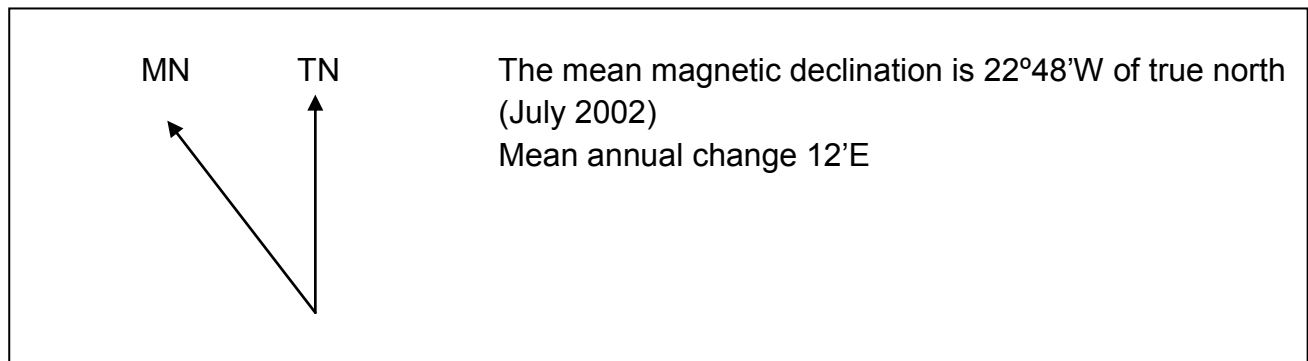 MN TN The mean magnetic declination is 22º48’W of true north
(July 2002)
Mean annual change 12’E